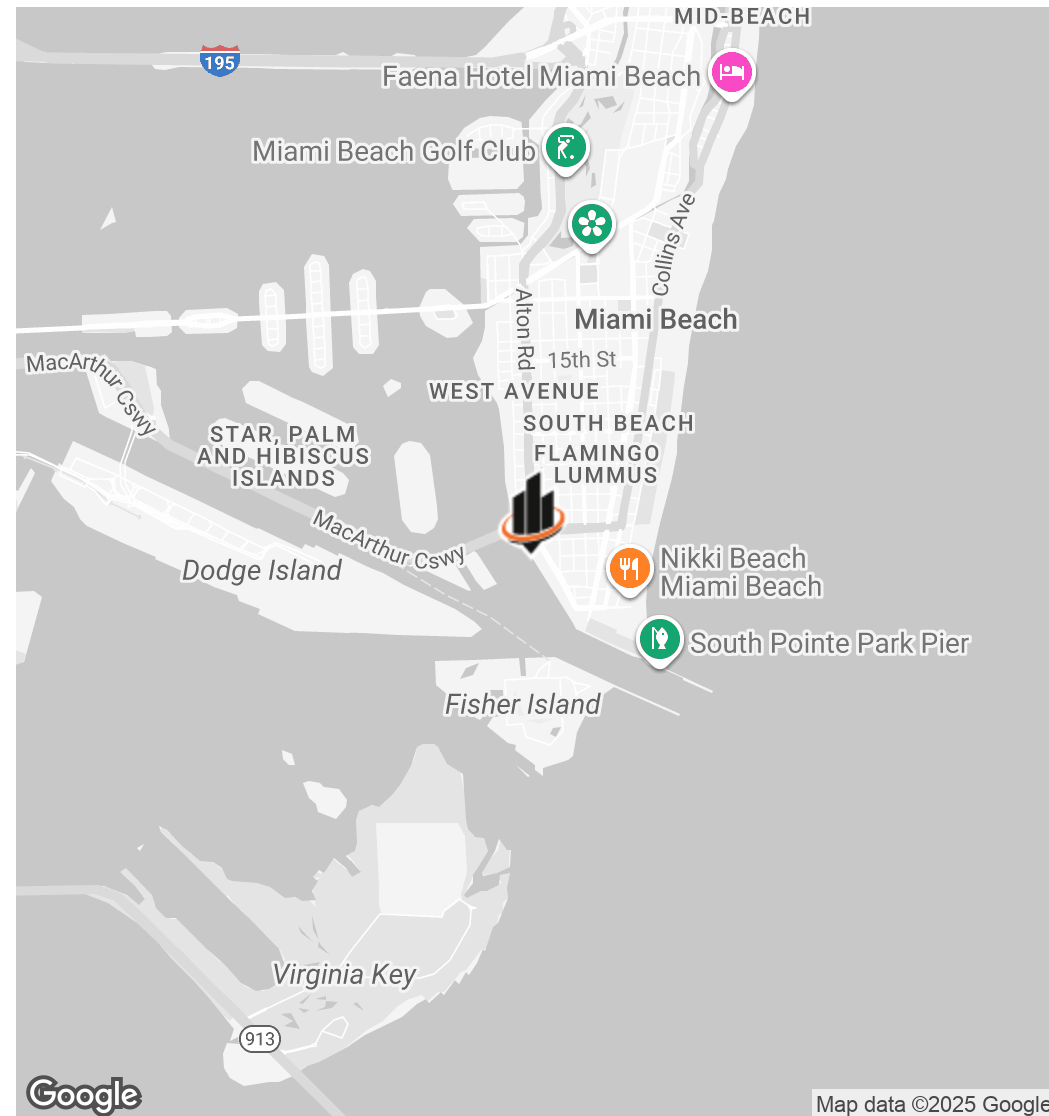 MID-BEACH
195
Faena Hotel Miami Beach
Miami Beach Golf Club
Collins Ave
Alton Rd
Miami Beach
15th St
MacArthur Cswy
WEST AVENUE
SOUTH BEACH
STAR, PALM
AND HIBISCUS
ISLANDS
FLAMINGO
LUMMUS
MacArthur Cswy
Dodge Island
Nikki Beach
Miami Beach
South Pointe Park Pier
Fisher Island
Virginia Key
913
Google
Map data ©2025 Google